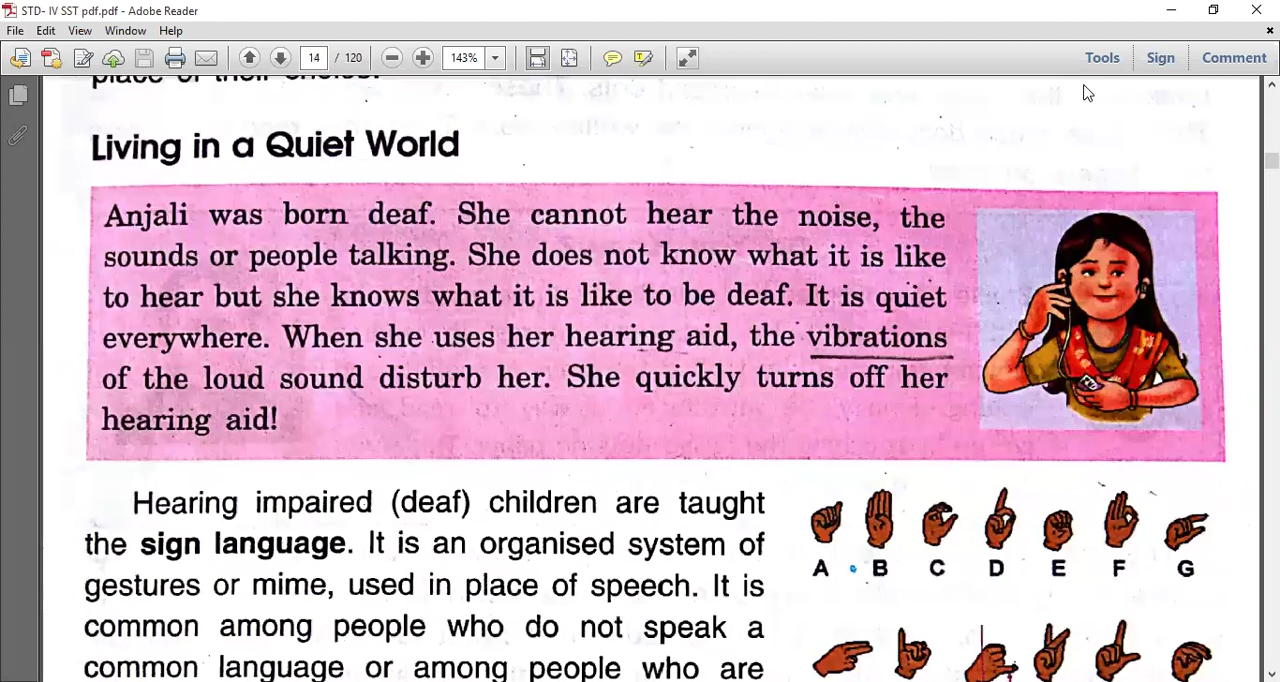 STD- IV SST pdf.pdf - Adobe Reader
File Edit View Window Help
14 / 120 143% Tools Sign Comment
place of their choice.
Living in a Quiet World
Anjali was born deaf. She cannot hear the noise, the
sounds or people talking. She does not know what it is like
to hear but she knows what it is like to be deaf. It is quiet
everywhere. When she uses her hearing aid, the vibrations
of the loud sound disturb her. She quickly turns off her
hearing aid!
Hearing impaired (deaf) children are taught
the sign language. It is an organised system of
gestures or mime, used in place of speech. It is
common among people who do not speak a
common language or among people who are
A B C D E F G